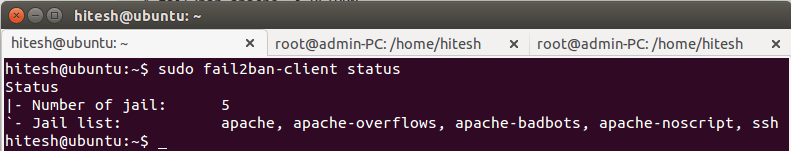 hitesh@ubuntu: ~
hitesh@ubuntu: ~ × root@admin-PC: /home/hitesh × root@admin-PC: /home/hitesh ×
hitesh@ubuntu:~$ sudo fail2ban-client status
Status
|- Number of jail:      5
`- Jail list:           apache, apache-overflows, apache-badbots, apache-noscript, ssh
hitesh@ubuntu:~$ _